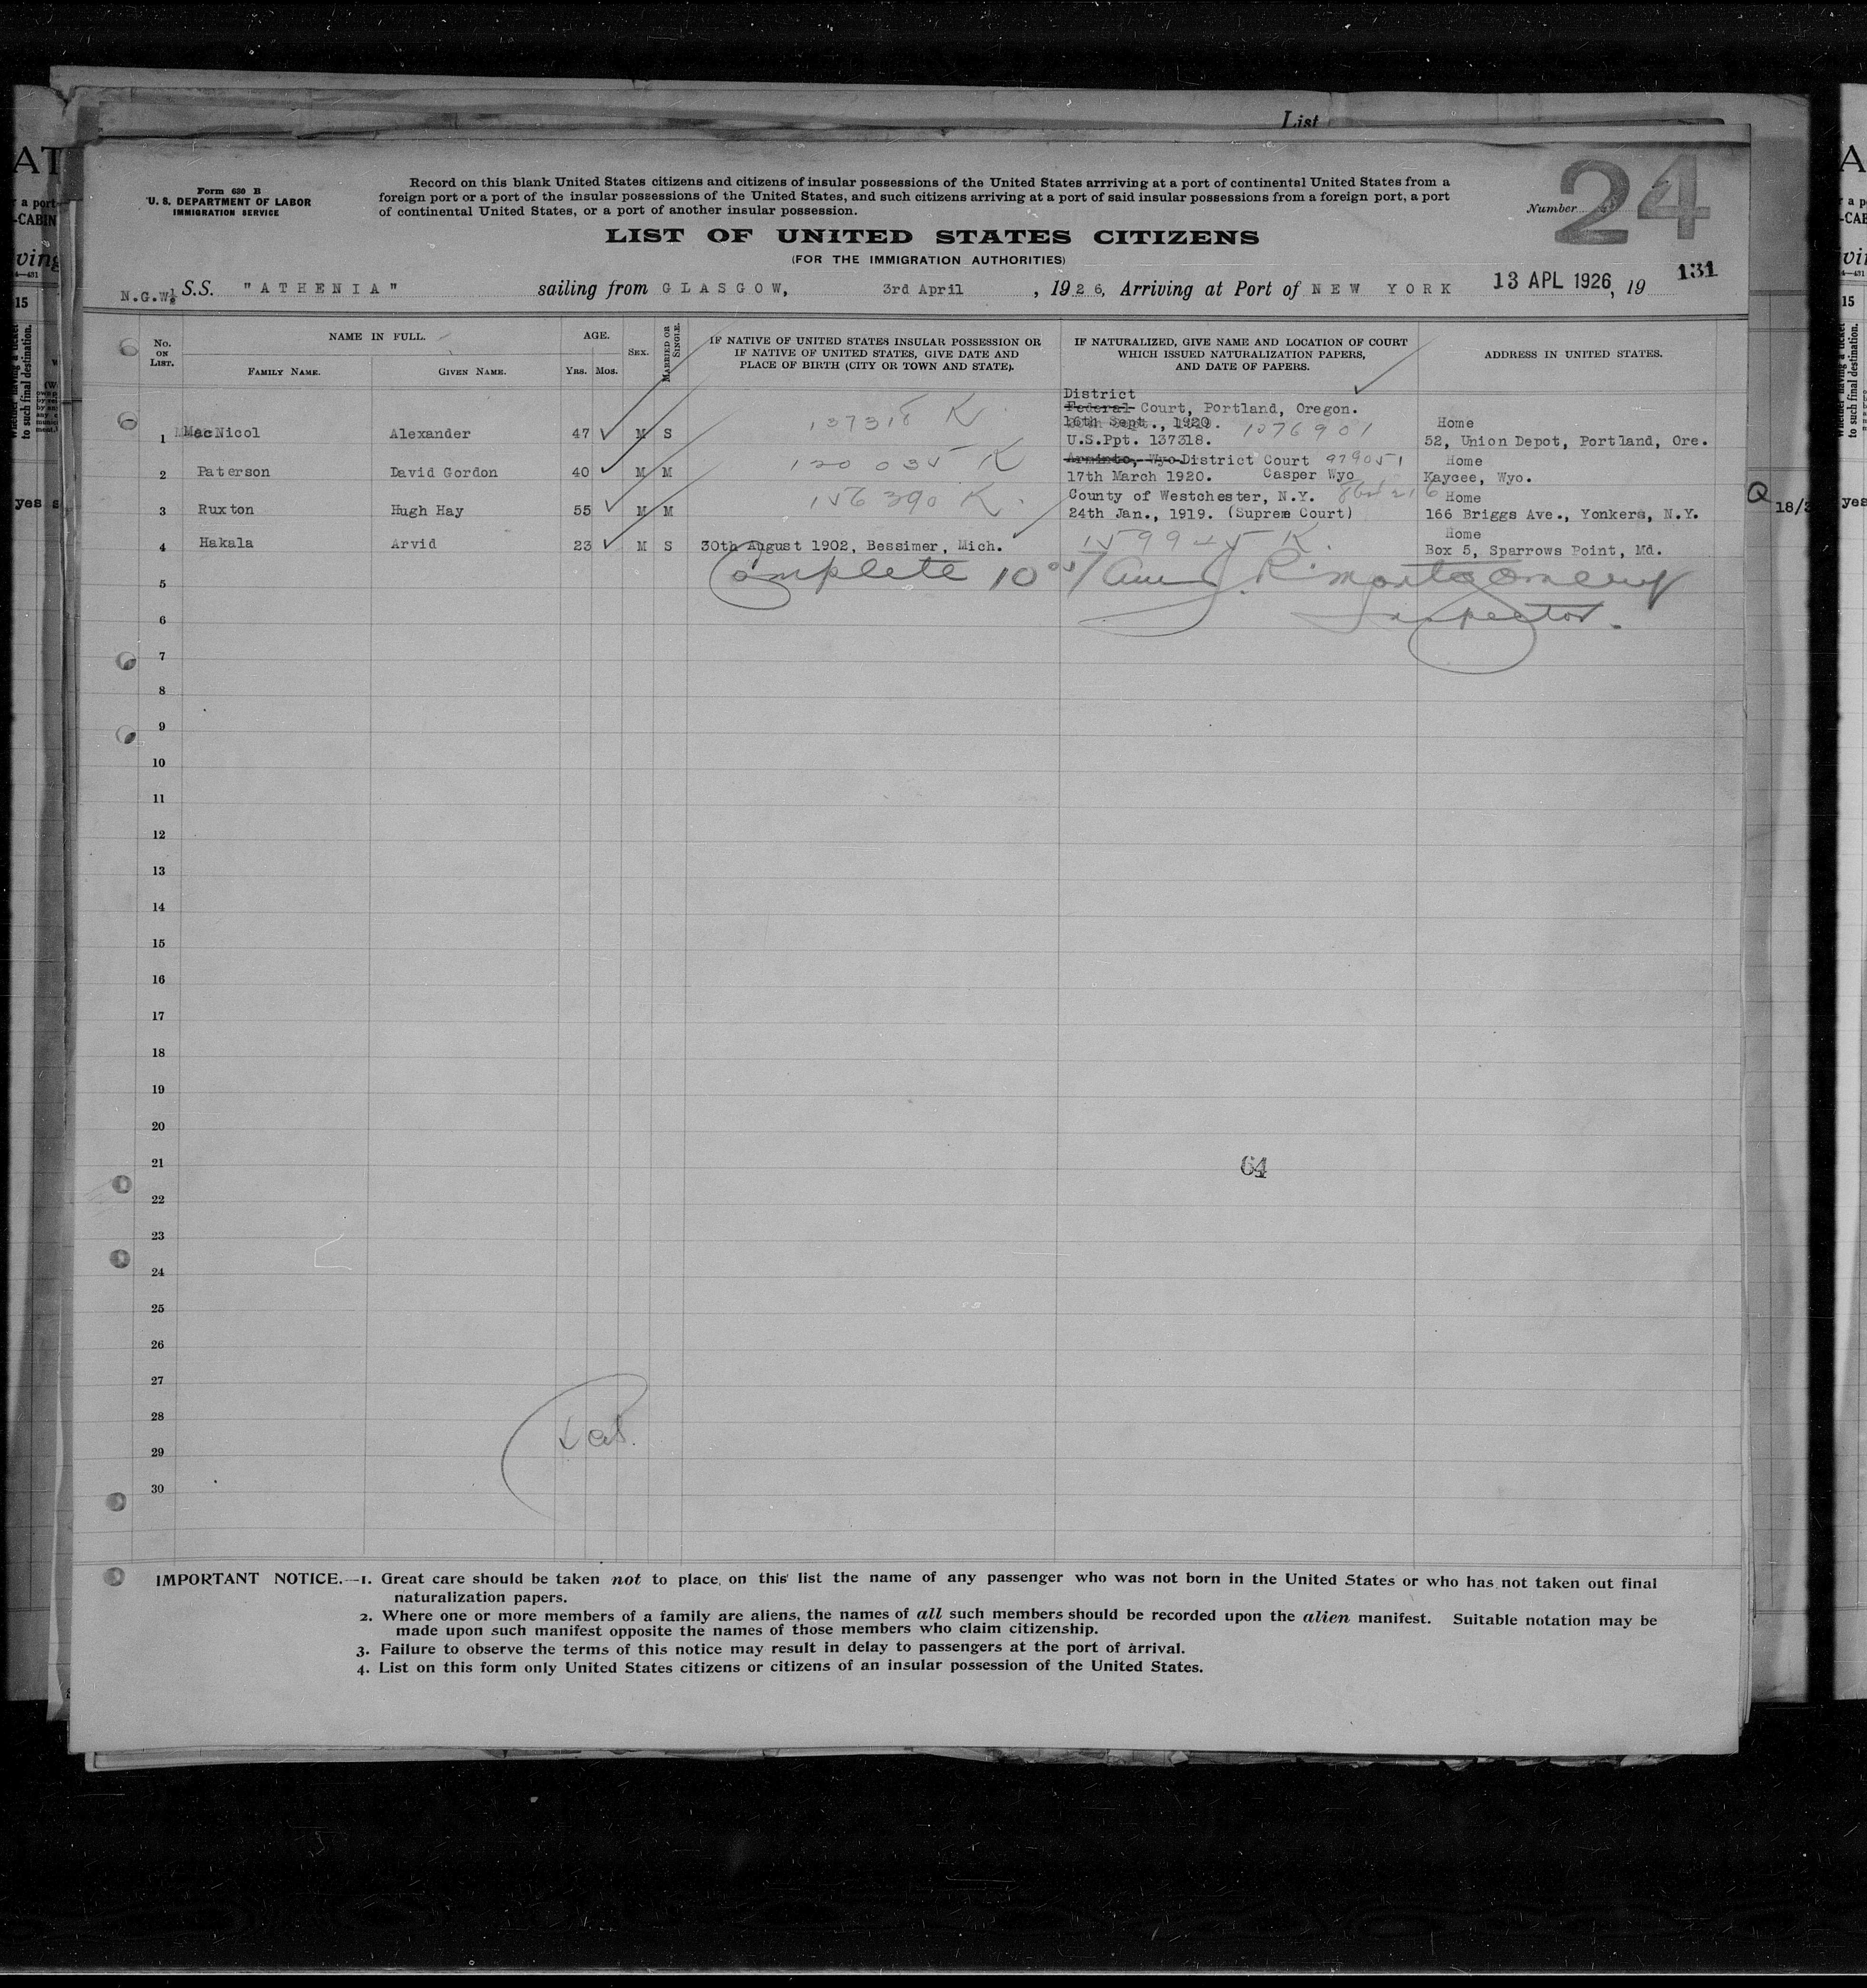 List
Form 630 B
U. S. DEPARTMENT OF LABOR
IMMIGRATION SERVICE
Record on this blank United States citizens and citizens of insular possessions of the United States arrriving at a port of continental United States from a
foreign port or a port of the insular possessions of the United States, and such citizens arriving at a port of said insular possessions from a foreign port, a port
of continental United States, or a port of another insular possession.
Number 24
LIST OF UNITED STATES CITIZENS
(FOR THE IMMIGRATION AUTHORITIES)
131
N.G.W. S.S. "ATHENIA" sailing from GLASGOW, 3rd April, 1926, Arriving at Port of NEW YORK 13 APL 1926, 19
No. ON LIST. NAME IN FULL. FAMILY NAME. GIVEN NAME. AGE. YRS. MOS. SEX. MARRIED OR SINGLE.
IF NATIVE OF UNITED STATES INSULAR POSSESSION OR
IF NATIVE OF UNITED STATES, GIVE DATE AND
PLACE OF BIRTH (CITY OR TOWN AND STATE).
IF NATURALIZED, GIVE NAME AND LOCATION OF COURT
WHICH ISSUED NATURALIZATION PAPERS,
AND DATE OF PAPERS.
ADDRESS IN UNITED STATES.
District
Federal Court, Portland, Oregon.
16th Sept., 1920. 1076901 Home
1 MacNicol Alexander 47 M S 137318 K U.S.Ppt. 137318. 52, Union Depot, Portland, Ore.
Arminto, Wyo District Court 979051 Home
2 Paterson David Gordon 40 M M 120035 K 17th March 1920. Casper Wyo Kaycee, Wyo.
County of Westchester, N.Y. Home
3 Ruxton Hugh Hay 55 M M 156390 K. 24th Jan., 1919. (Supreme Court) 166 Briggs Ave., Yonkers, N.Y.
Home
4 Hakala Arvid 23 M S 30th August 1902, Bessimer, Mich. 159925 K. Box 5, Sparrows Point, Md.
5 Complete 10 R. Montgomery
6 Inspector.
7
8
9
10
11
12
13
14
15
16
17
18
19
20
21 64
22
23
24
25
26
27
28
29
30
IMPORTANT NOTICE.—1. Great care should be taken not to place on this list the name of any passenger who was not born in the United States or who has not taken out final
naturalization papers.
2. Where one or more members of a family are aliens, the names of all such members should be recorded upon the alien manifest. Suitable notation may be
made upon such manifest opposite the names of those members who claim citizenship.
3. Failure to observe the terms of this notice may result in delay to passengers at the port of arrival.
4. List on this form only United States citizens or citizens of an insular possession of the United States.